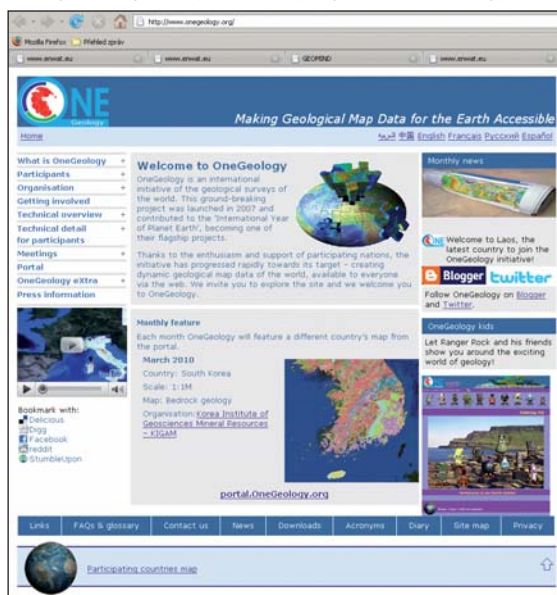 http://www.onegeology.org/
Mozilla Firefox Přehled zpráv
www.enwat.eu
www.enwat.eu
GEOFOND
www.enwat.eu
ONE
Geology
Making Geological Map Data for the Earth Accessible
Home
العربية 中国 English Français Русский Español
What is OneGeology +
Participants +
Organisation +
Getting involved
Technical overview +
Technical detail +
for participants
Meetings +
Portal
OneGeology eXtra +
Press information
Bookmark with:
Delicious
Digg
Facebook
reddit
StumbleUpon
Welcome to OneGeology
OneGeology is an international
initiative of the geological surveys of
the world. This ground-breaking
project was launched in 2007 and
contributed to the 'International Year
of Planet Earth', becoming one of
their flagship projects.
Thanks to the enthusiasm and support of participating nations, the
initiative has progressed rapidly towards its target - creating
dynamic geological map data of the world, available to everyone
via the web. We invite you to explore the site and we welcome you
to OneGeology.
Monthly feature
Each month OneGeology will feature a different country's map from
the portal.
March 2010
Country: South Korea
Scale: 1:1M
Map: Bedrock geology
Organisation: Korea Institute of
Geosciences Mineral Resources
- KIGAM
portal.OneGeology.org
Monthly news
Welcome to Laos, the
latest country to join the
OneGeology initiative!
Blogger twitter
Follow OneGeology on Blogger
and Twitter.
OneGeology kids
Let Ranger Rock and his friends
show you around the exciting
world of geology!
Links FAQs & glossary Contact us News Downloads Acronyms Diary Site map Privacy
Participating countries map